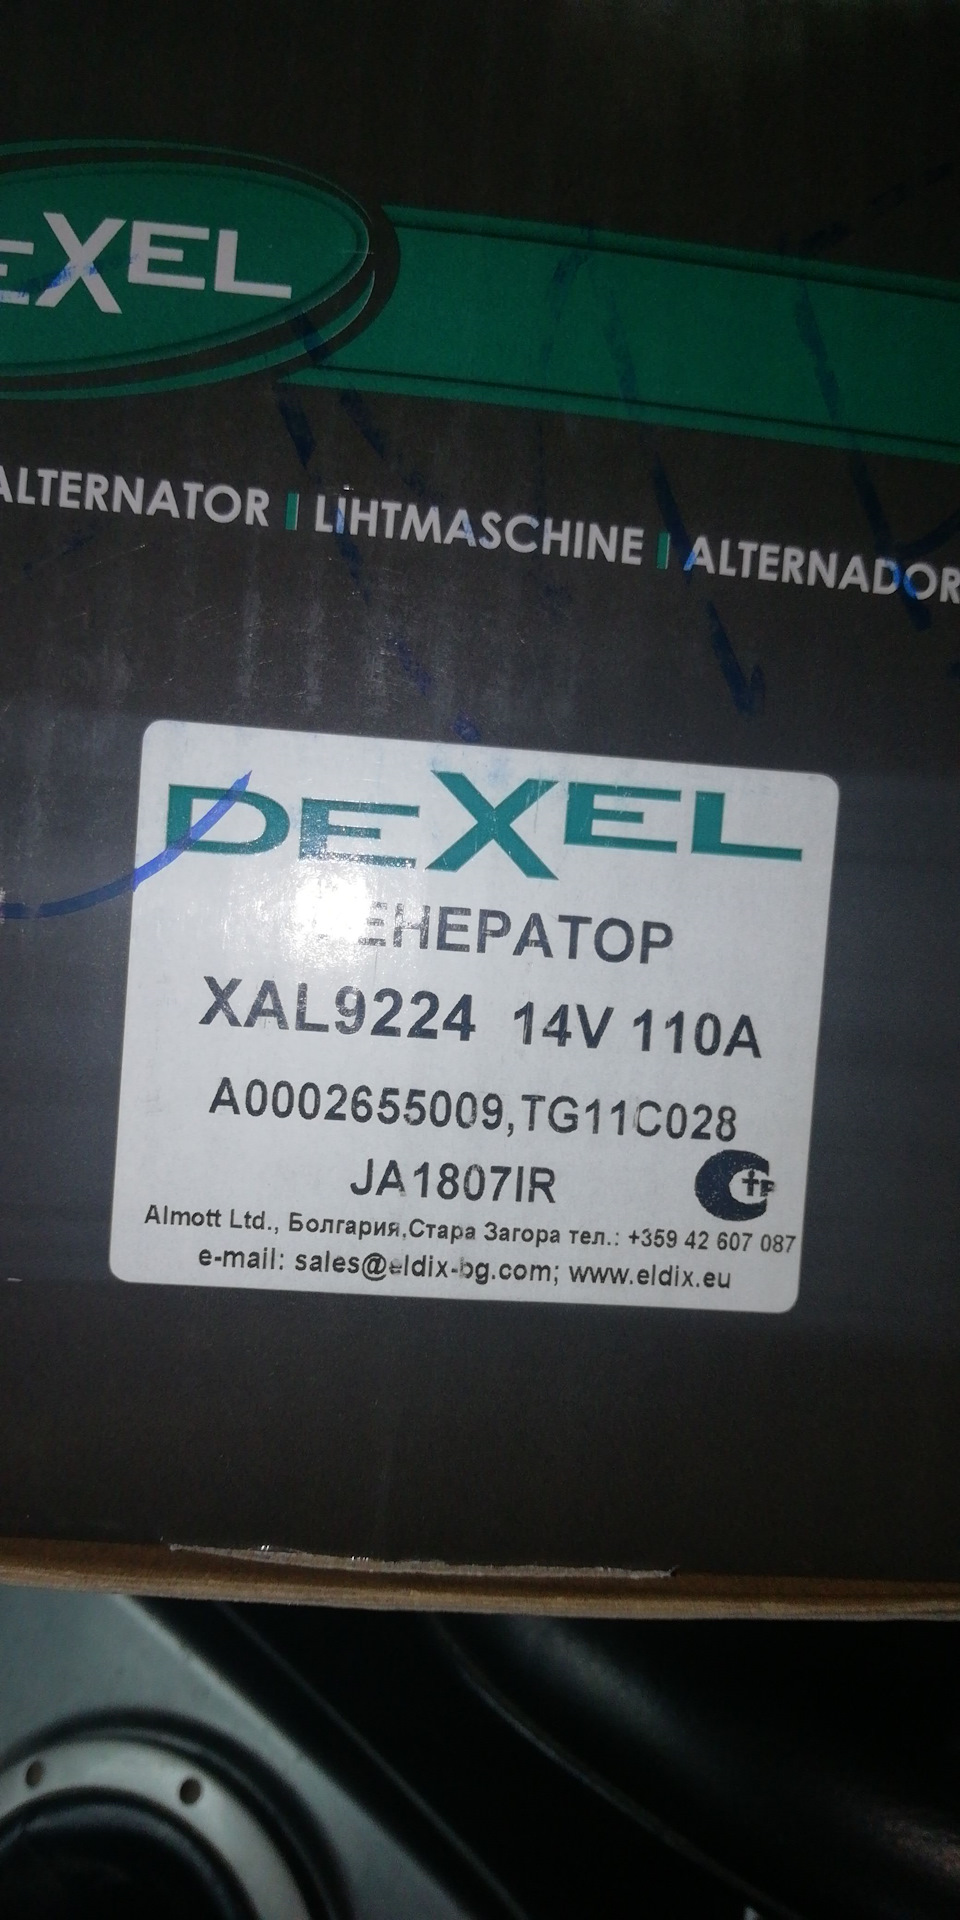 DEXEL
ALTERNATOR | LIHTMASCHINE | ALTERNADOR
DEXEL
ГЕНЕРАТОР
XAL9224 14V 110A
A0002655009,TG11C028
JA1807IR
Almott Ltd., Болгария,Стара Загора тел.: +359 42 607 087
e-mail: sales@eldix-bg.com; www.eldix.eu